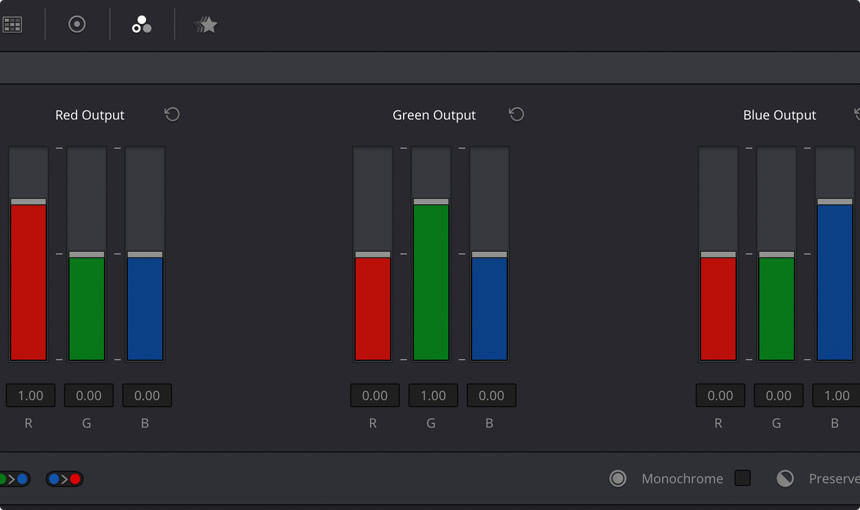 Red Output Green Output Blue Output
1.00 0.00 0.00 0.00 1.00 0.00 0.00 0.00 1.00
R G B R G B R G B
Monochrome Preserve